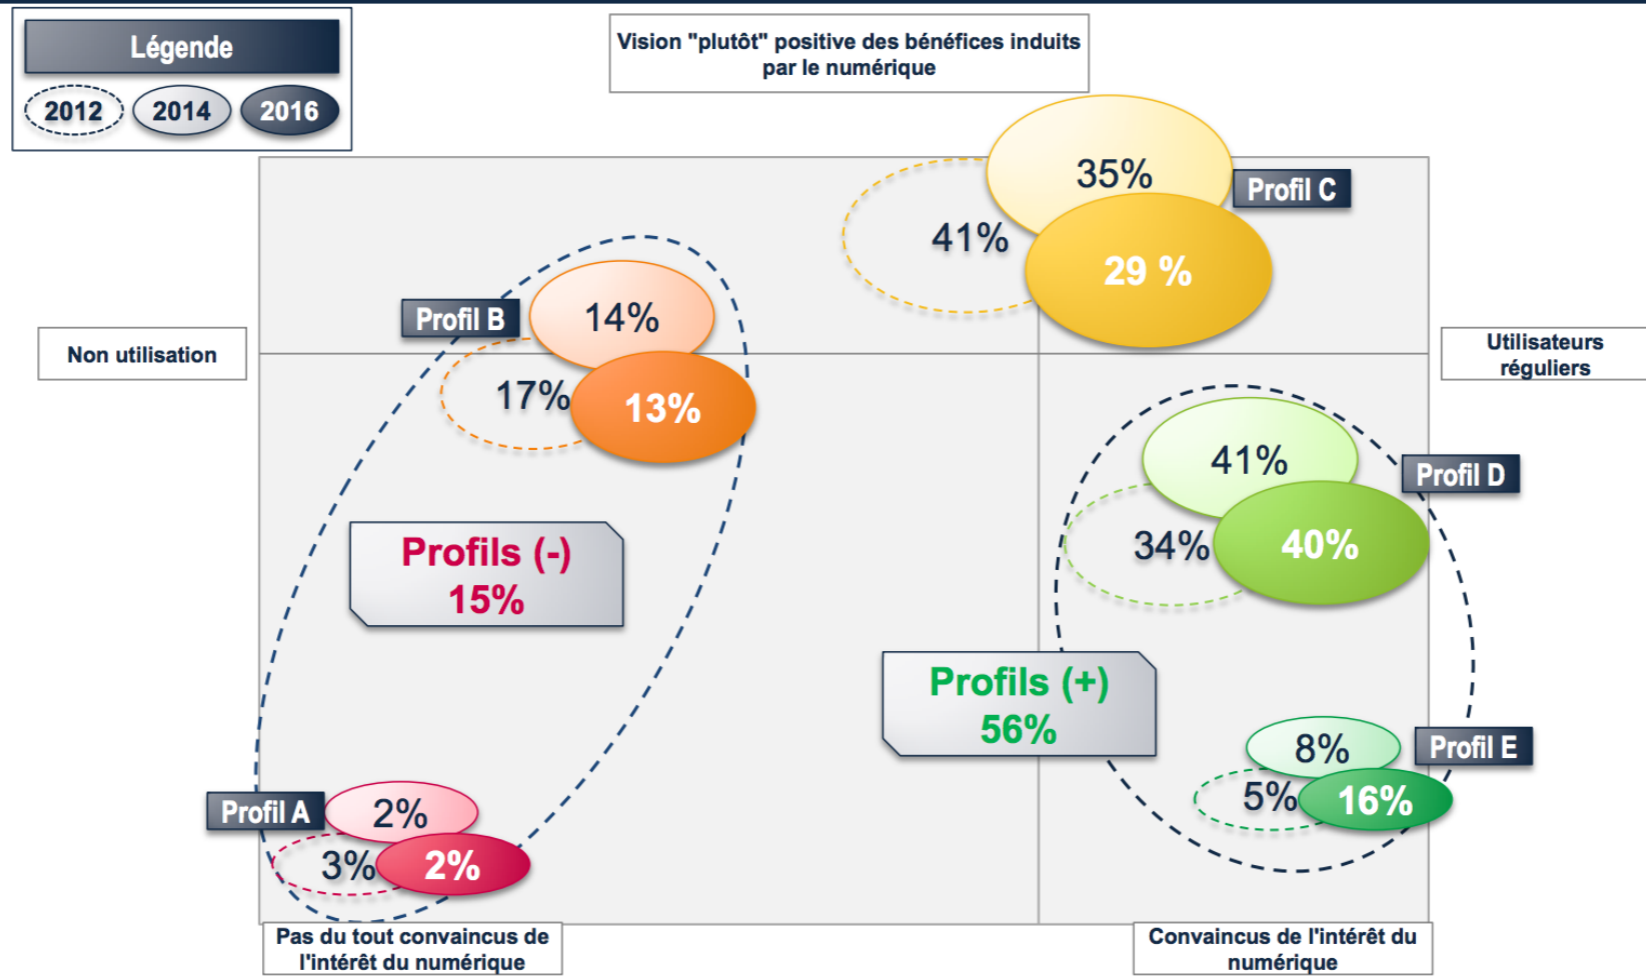 Légende
2012 2014 2016
Vision "plutôt" positive des bénéfices induits
par le numérique
35%
Profil C
41%
29 %
Profil B
14%
Non utilisation
Utilisateurs
réguliers
17%
13%
41%
Profil D
34%
40%
Profils (-)
15%
Profils (+)
56%
8%
Profil E
5%
16%
Profil A
2%
3%
2%
Pas du tout convaincus de
l'intérêt du numérique
Convaincus de l'intérêt du
numérique